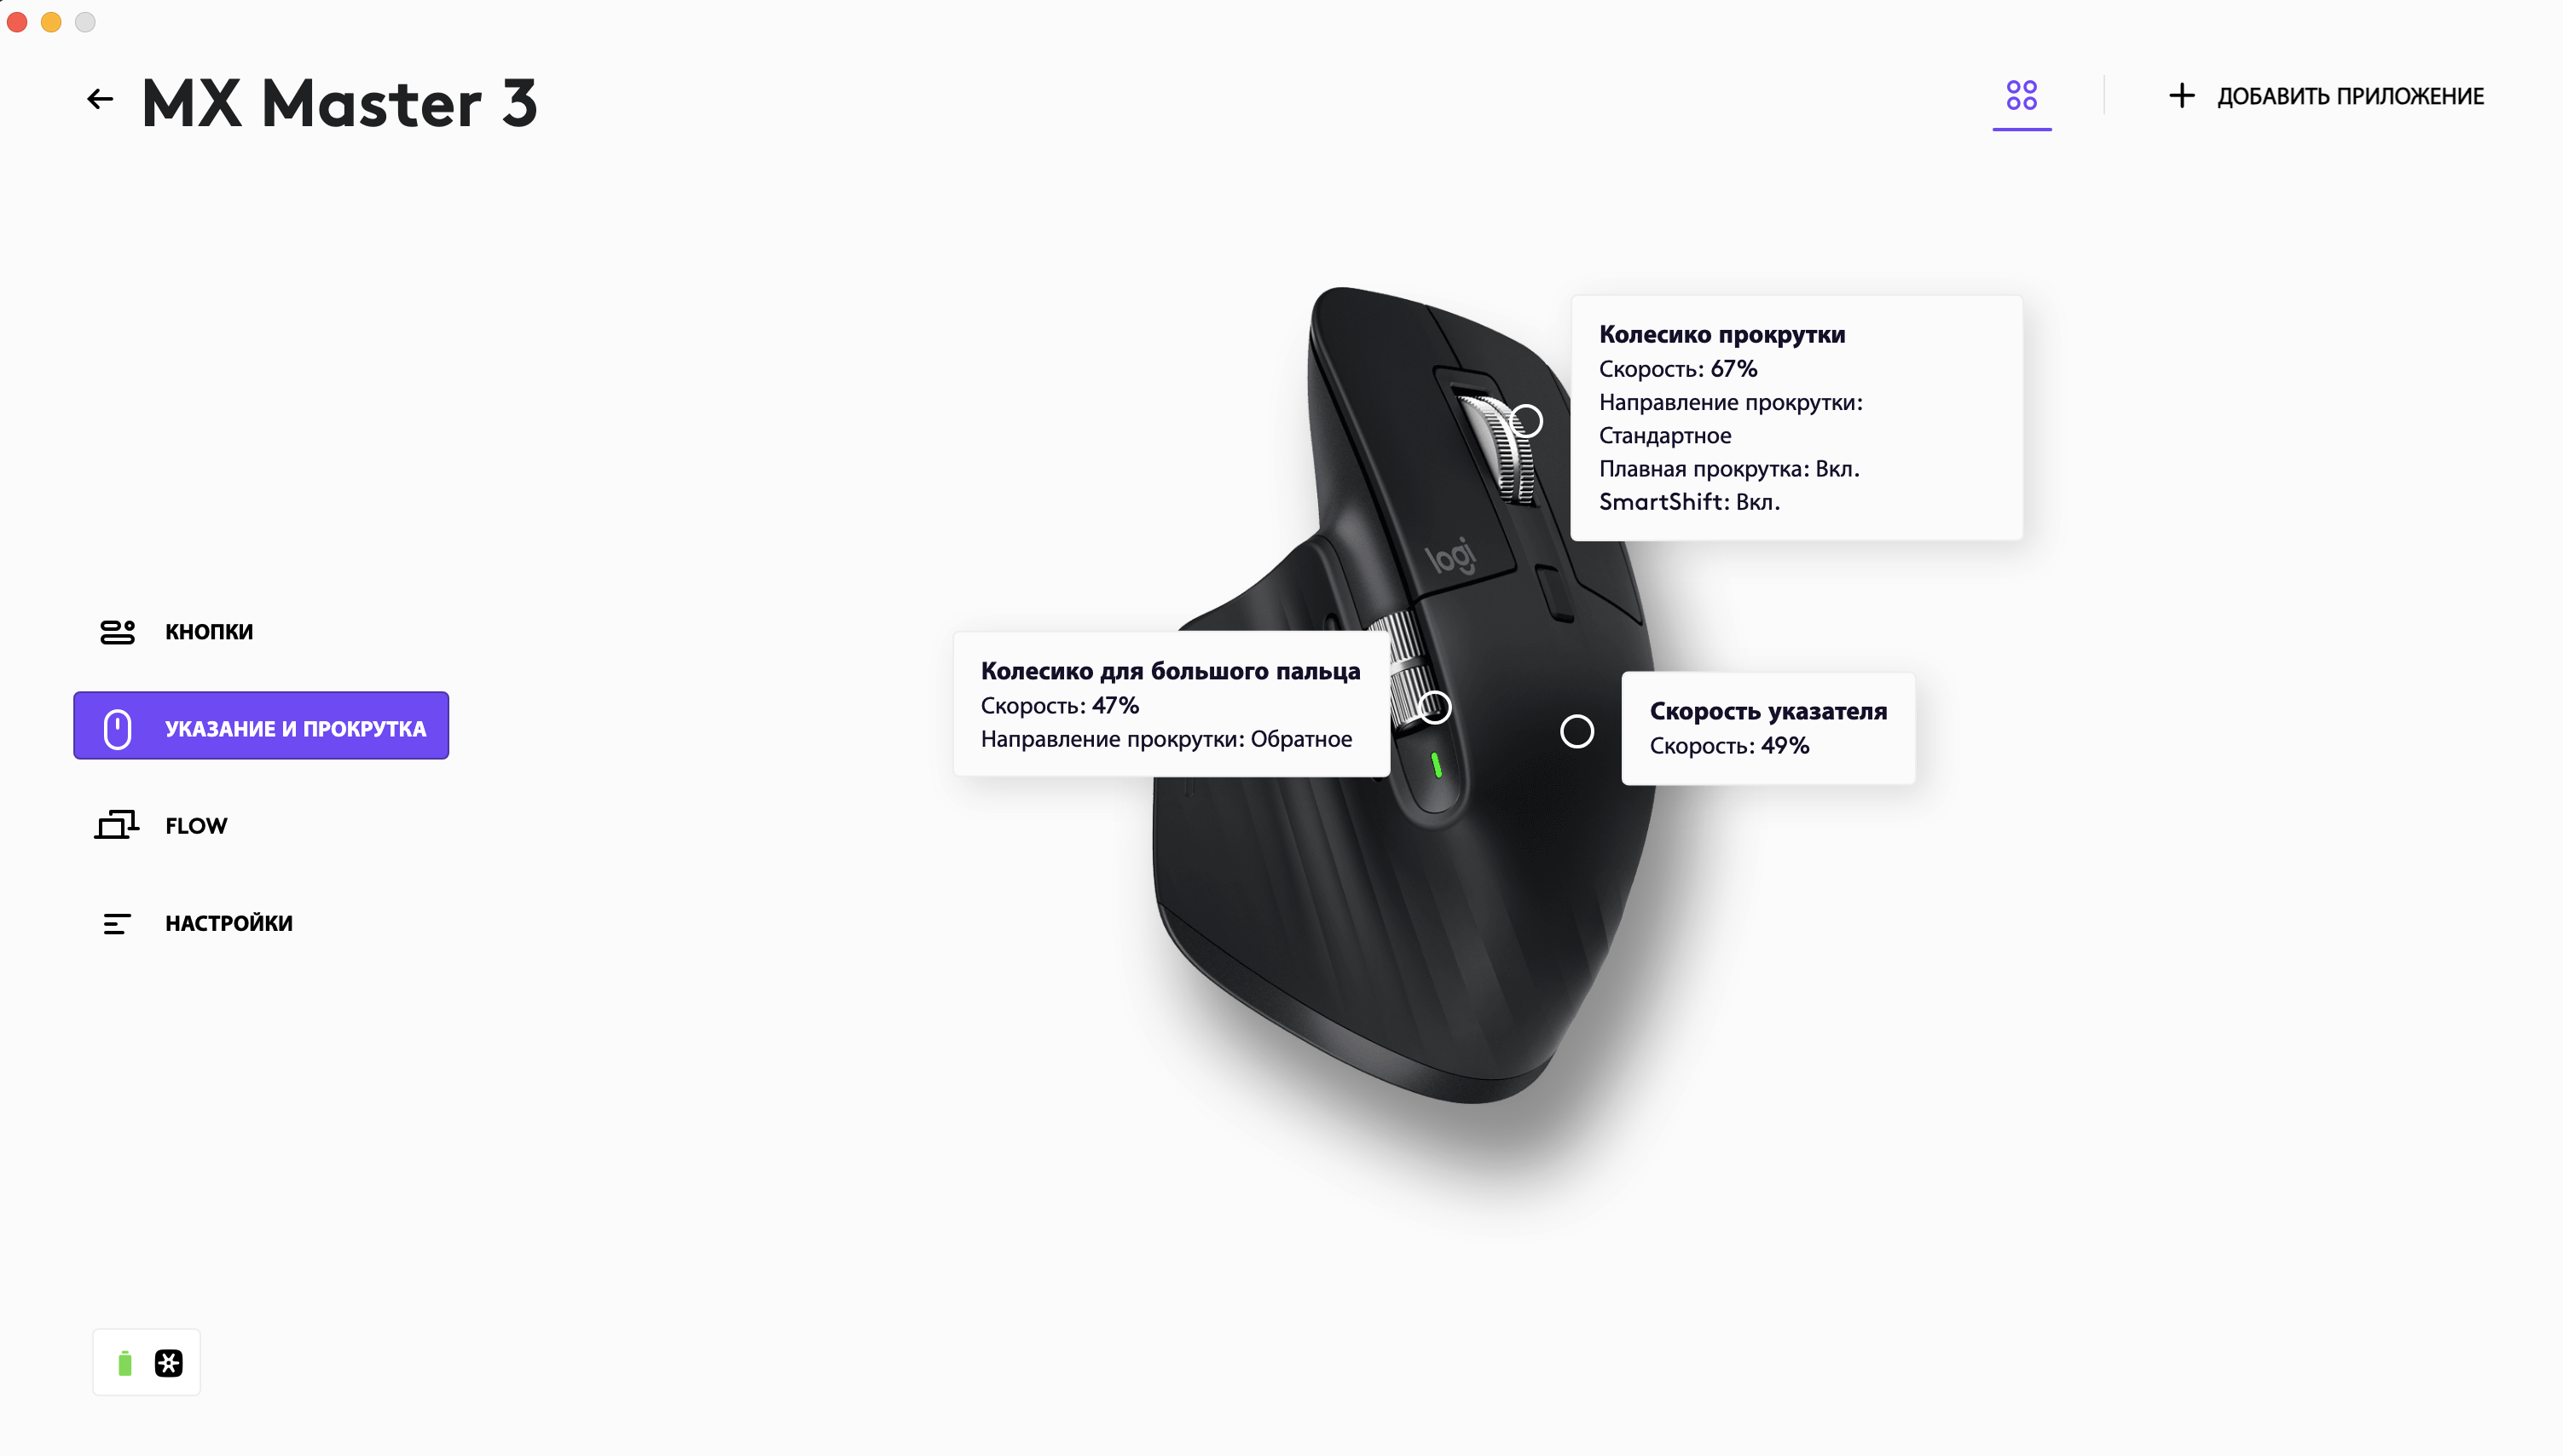 MX Master 3
ДОБАВИТЬ ПРИЛОЖЕНИЕ
Колесико прокрутки
Скорость: 67%
Направление прокрутки:
Стандартное
Плавная прокрутка: Вкл.
SmartShift: Вкл.
logi
КНОПКИ
УКАЗАНИЕ И ПРОКРУТКА
FLOW
НАСТРОЙКИ
Колесико для большого пальца
Скорость: 47%
Направление прокрутки: Обратное
Скорость указателя
Скорость: 49%